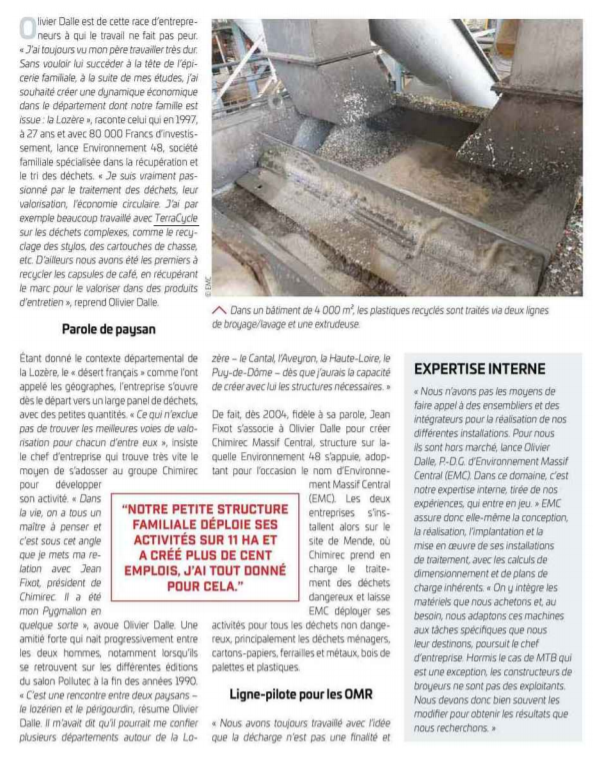 Olivier Dalle est de cette race d'entrepre-
neurs à qui le travail ne fait pas peur.
« J'ai toujours vu mon père travailler très dur.
Sans vouloir lui succéder à la tête de l'épi-
cerie familiale, à la suite de mes études, j'ai
souhaité créer une dynamique économique
dans le département dont notre famille est
issue : la Lozère », raconte celui qui en 1997,
à 27 ans et avec 80 000 Francs d'investis-
sement, lance Environnement 48, société
familiale spécialisée dans la récupération et
le tri des déchets. « Je suis vraiment pas-
sionné par le traitement des déchets, leur
valorisation, l'économie circulaire. J'ai par
exemple beaucoup travaillé avec TerraCycle
sur les déchets complexes, comme le recy-
clage des stylos, des cartouches de chasse,
etc. D'ailleurs nous avons été les premiers à
recycler les capsules de café, en récupérant
le marc pour le valoriser dans des produits
d'entretien », reprend Olivier Dalle.
© EMC
Dans un bâtiment de 4 000 m², les plastiques recyclés sont traités via deux lignes
de broyage/lavage et une extrudeuse.
Parole de paysan
Étant donné le contexte départemental de
la Lozère, le « désert français » comme l'ont
appelé les géographes, l'entreprise s'ouvre
dès le départ vers un large panel de déchets,
avec des petites quantités. « Ce qui n'exclue
pas de trouver les meilleures voies de valo-
risation pour chacun d'entre eux », insiste
le chef d'entreprise qui trouve très vite le
moyen de s'adosser au groupe Chimirec
pour développer
son activité. « Dans
la vie, on a tous un
maître à penser et
c'est sous cet angle
que je mets ma re-
lation avec Jean
Fixot, président de
Chimirec. Il a été
mon Pygmalion en
quelque sorte », avoue Olivier Dalle. Une
amitié forte qui nait progressivement entre
les deux hommes, notamment lorsqu'ils
se retrouvent sur les différentes éditions
du salon Pollutec à la fin des années 1990.
« C'est une rencontre entre deux paysans –
le lozérien et le périgourdin, résume Olivier
Dalle. Il m'avait dit qu'il pourrait me confier
plusieurs départements autour de la Lo-
zère – le Cantal, l'Aveyron, la Haute-Loire, le
Puy-de-Dôme – dès que j'aurais la capacité
de créer avec lui les structures nécessaires. »
De fait, dès 2004, fidèle à sa parole, Jean
Fixot s'associe à Olivier Dalle pour créer
Chimirec Massif Central, structure sur la-
quelle Environnement 48 s'appuie, adop-
tant pour l'occasion le nom d'Environne-
ment Massif Central
(EMC). Les deux
entreprises s'ins-
tallent alors sur le
site de Mende, où
Chimirec prend en
charge le traite-
ment des déchets
dangereux et laisse
EMC déployer ses
activités pour tous les déchets non dange-
reux, principalement les déchets ménagers,
cartons-papiers, ferrailles et métaux, bois de
palettes et plastiques.
"NOTRE PETITE STRUCTURE
FAMILIALE DÉPLOIE SES
ACTIVITÉS SUR 11 HA ET
A CRÉÉ PLUS DE CENT
EMPLOIS, J'AI TOUT DONNÉ
POUR CELA."
Ligne-pilote pour les OMR
« Nous avons toujours travaillé avec l'idée
que la décharge n'est pas une finalité et
EXPERTISE INTERNE
« Nous n'avons pas les moyens de
faire appel à des ensembliers et des
intégrateurs pour la réalisation de nos
différentes installations. Pour nous
ils sont hors marché, lance Olivier
Dalle, P.-D.G. d'Environnement Massif
Central (EMC). Dans ce domaine, c'est
notre expertise interne, tirée de nos
expériences, qui entre en jeu. » EMC
assure donc elle-même la conception,
la réalisation, l'implantation et la
mise en œuvre de ses installations
de traitement, avec les calculs de
dimensionnement et de plans de
charge inhérents. « On y intègre les
matériels que nous achetons et, au
besoin, nous adaptons ces machines
aux tâches spécifiques que nous
leur destinons, poursuit le chef
d'entreprise. Hormis le cas de MTB qui
est une exception, les constructeurs de
broyeurs ne sont pas des exploitants.
Nous devons donc bien souvent les
modifier pour obtenir les résultats que
nous recherchons. »